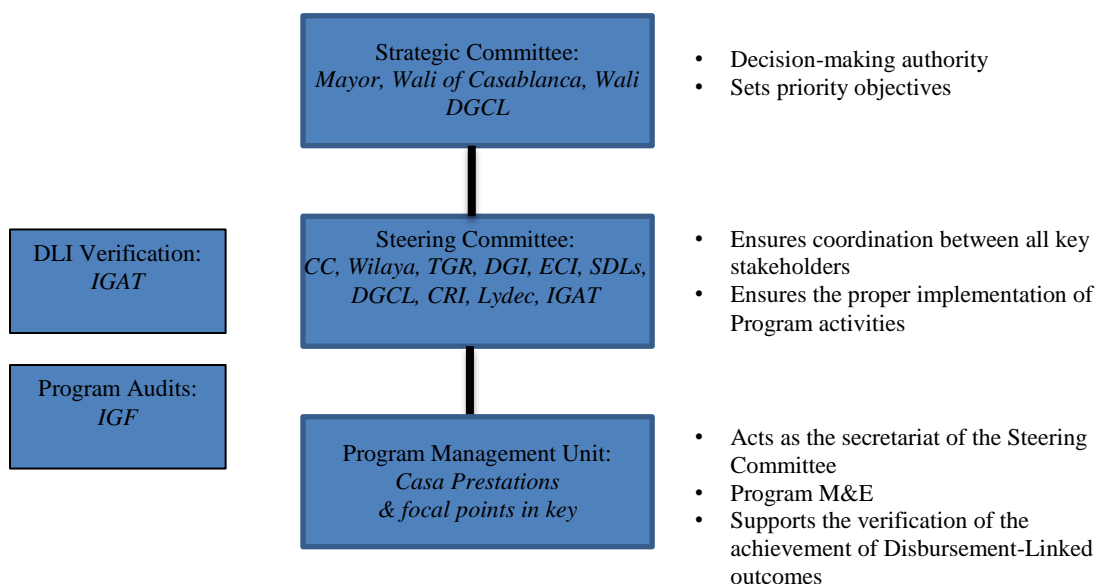 Strategic Committee:
Mayor, Wali of Casablanca, Wali
DGCL
• Decision-making authority
• Sets priority objectives
DLI Verification:
IGAT
Steering Committee:
CC, Wilaya, TGR, DGI, ECI, SDLs,
DGCL, CRI, Lydec, IGAT
• Ensures coordination between all key
stakeholders
• Ensures the proper implementation of
Program activities
Program Audits:
IGF
Program Management Unit:
Casa Prestations
& focal points in key
• Acts as the secretariat of the Steering
Committee
• Program M&E
• Supports the verification of the
achievement of Disbursement-Linked
outcomes